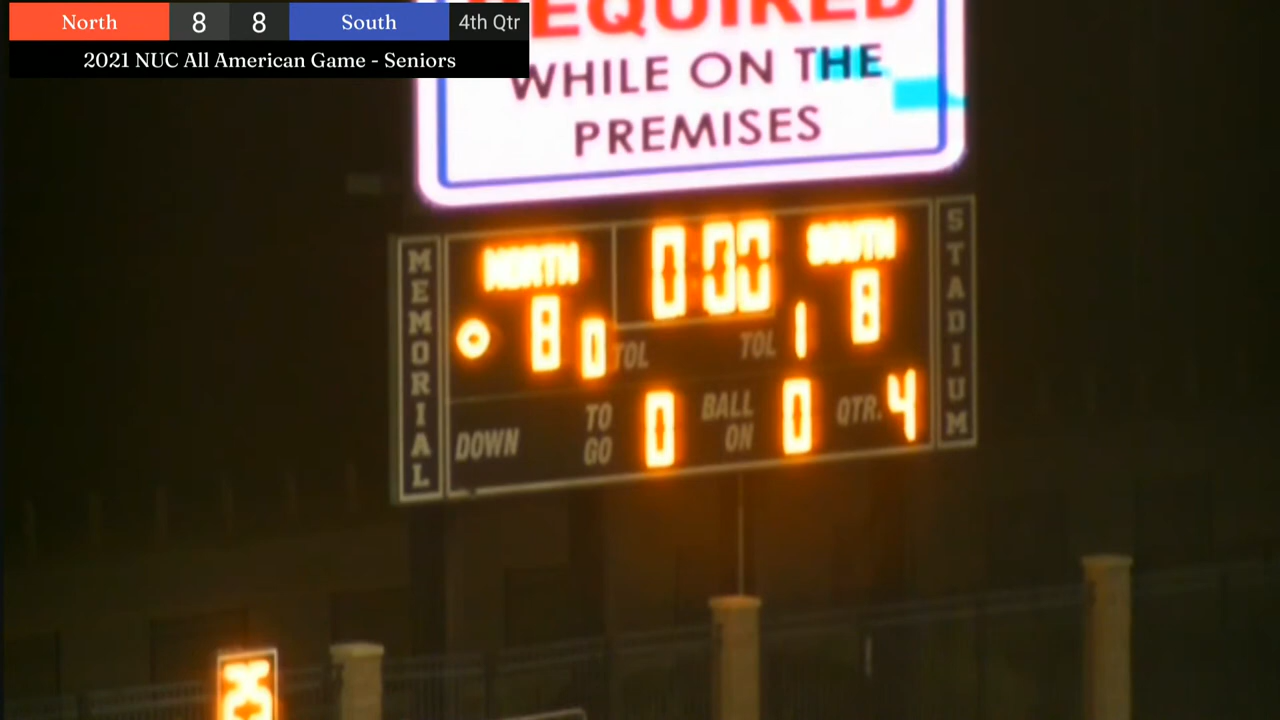 North 8 8 South 4th Qtr
2021 NUC All American Game - Seniors
REQUIRED
WHILE ON THE
PREMISES
MEMORIAL
NORTH 0:00 SOUTH
8 0 TOL TOL 1 8
DOWN TO GO 0 BALL ON 0 QTR. 4
STADIUM